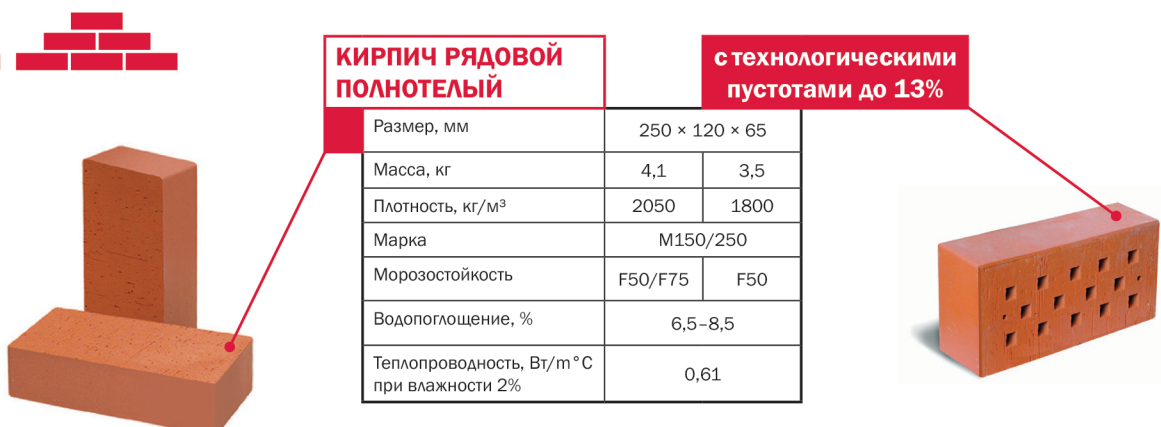 КИРПИЧ РЯДОВОЙ
ПОЛНОТЕЛЫЙ
с технологическими
пустотами до 13%
Размер, мм 250 × 120 × 65
Масса, кг 4,1 3,5
Плотность, кг/м³ 2050 1800
Марка М150/250
Морозостойкость F50/F75 F50
Водопоглощение, % 6,5–8,5
Теплопроводность, Вт/m°C
при влажности 2% 0,61